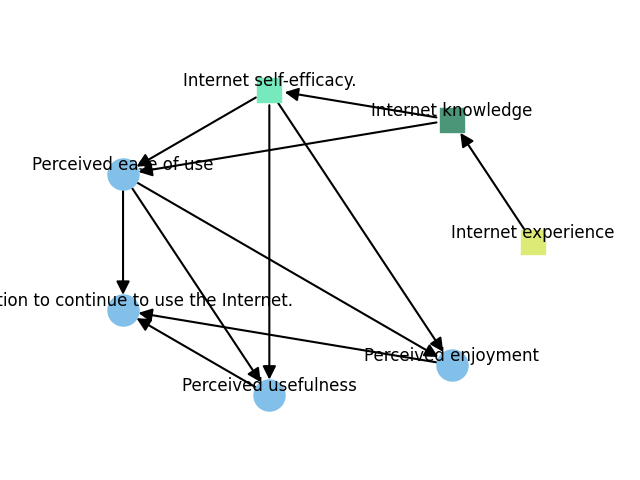 Internet self-efficacy.
Internet knowledge
Perceived ease of use
Internet experience
to continue to use the Internet.
Perceived enjoyment
Perceived usefulness